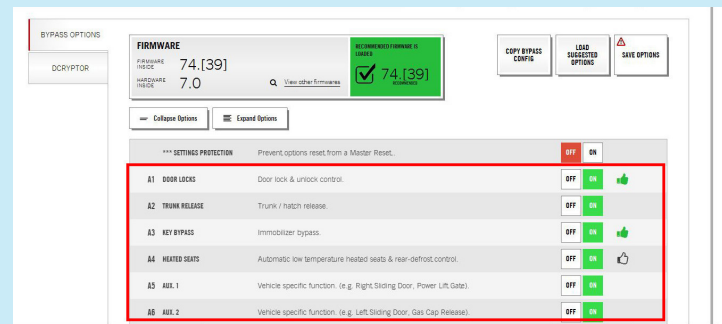 BYPASS OPTIONS
DCRYPTOR
FIRMWARE
FIRMWARE INSIDE 74.[39]
HARDWARE INSIDE 7.0
View other firmwares
RECOMMENDED FIRMWARE IS LOADED
74.[39]
RECOMMENDED
COPY BYPASS CONFIG
LOAD SUGGESTED OPTIONS
SAVE OPTIONS
Collapse Options
Expand Options
*** SETTINGS PROTECTION Prevent options reset from a Master Reset. OFF ON
A1 DOOR LOCKS Door lock & unlock control. OFF ON
A2 TRUNK RELEASE Trunk / hatch release. OFF ON
A3 KEY BYPASS Immobilizer bypass. OFF ON
A4 HEATED SEATS Automatic low temperature heated seats & rear-defrost control. OFF ON
A5 AUX. 1 Vehicle specific function. (e.g. Right Sliding Door, Power Lift Gate). OFF ON
A6 AUX. 2 Vehicle specific function. (e.g. Left Sliding Door, Gas Cap Release). OFF ON